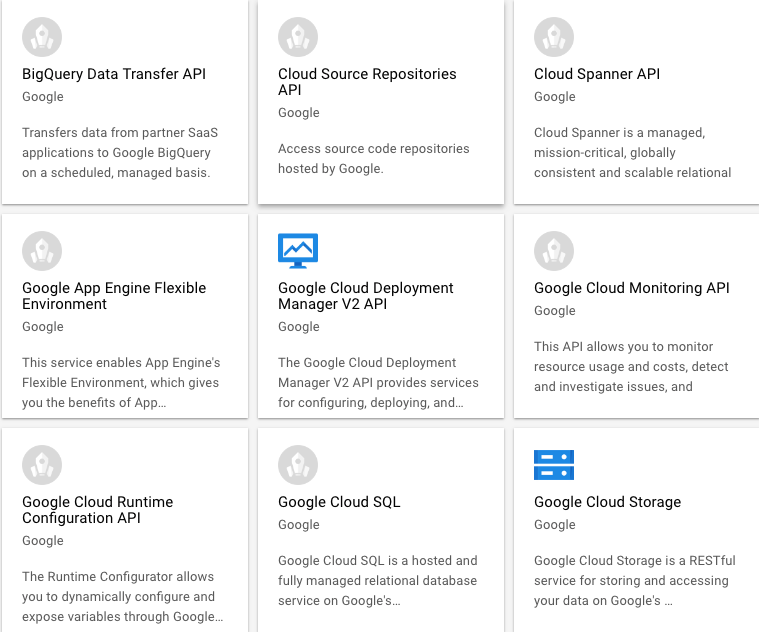 BigQuery Data Transfer API
Google
Transfers data from partner SaaS
applications to Google BigQuery
on a scheduled, managed basis.
Cloud Source Repositories
API
Google
Access source code repositories
hosted by Google.
Cloud Spanner API
Google
Cloud Spanner is a managed,
mission-critical, globally
consistent and scalable relational
Google App Engine Flexible
Environment
Google
This service enables App Engine's
Flexible Environment, which gives
you the benefits of App…
Google Cloud Deployment
Manager V2 API
Google
The Google Cloud Deployment
Manager V2 API provides services
for configuring, deploying, and…
Google Cloud Monitoring API
Google
This API allows you to monitor
resource usage and costs, detect
and investigate issues, and
Google Cloud Runtime
Configuration API
Google
The Runtime Configurator allows
you to dynamically configure and
expose variables through Google…
Google Cloud SQL
Google
Google Cloud SQL is a hosted and
fully managed relational database
service on Google's…
Google Cloud Storage
Google
Google Cloud Storage is a RESTful
service for storing and accessing
your data on Google's …